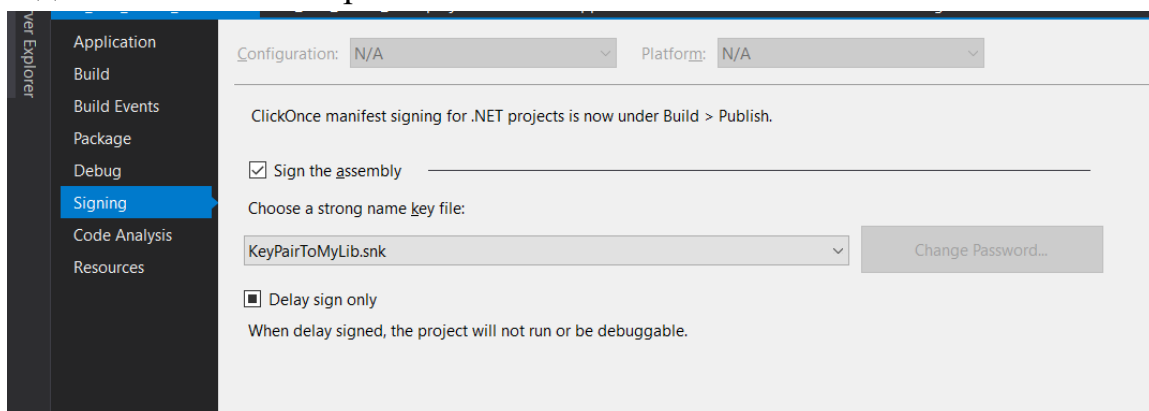 ver Explorer
Application
Build
Build Events
Package
Debug
Signing
Code Analysis
Resources
Configuration: N/A Platform: N/A
ClickOnce manifest signing for .NET projects is now under Build > Publish.
Sign the assembly
Choose a strong name key file:
KeyPairToMyLib.snk Change Password...
Delay sign only
When delay signed, the project will not run or be debuggable.